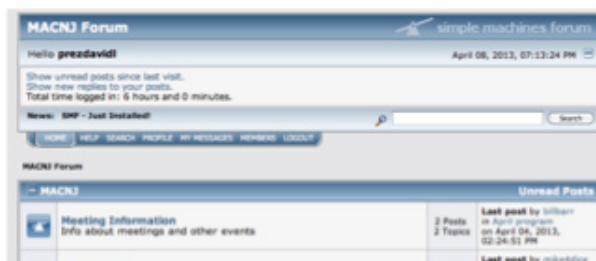 MACNJ Forum
simple machines forum
Hello prezdavidl
April 08, 2013, 07:13:24 PM
Show unread posts since last visit.
Show new replies to your posts.
Total time logged in: 6 hours and 0 minutes.
News: SMF - Just Installed!
Search
HOME HELP SEARCH PROFILE MY MESSAGES MEMBERS LOGOUT
MACNJ Forum
MACNJ
Unread Posts
Meeting Information
Info about meetings and other events
2 Posts
2 Topics
Last post by billbarr
in April program
on April 04, 2013,
02:24:51 PM
Last post by